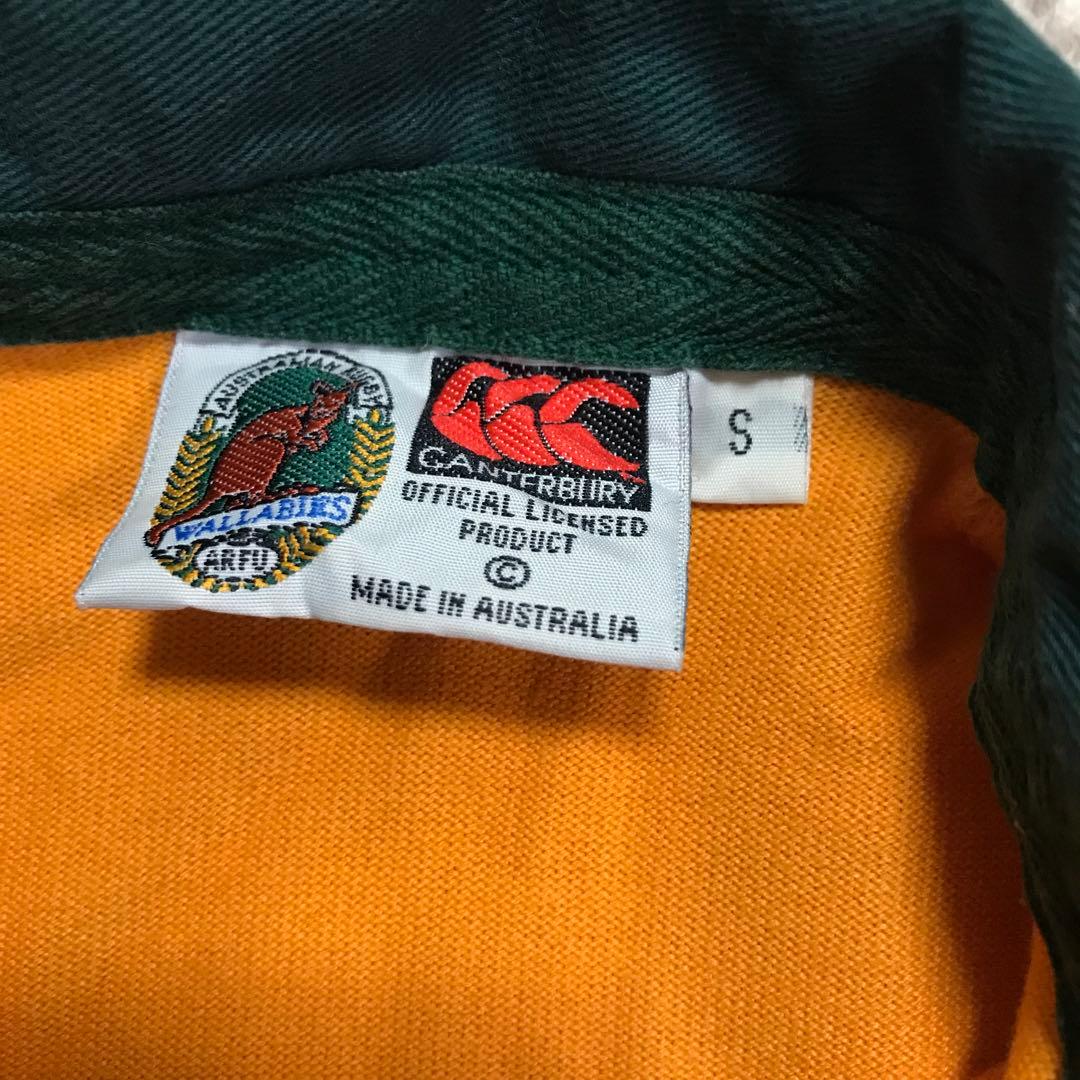 AUSTRALIAN RUGBY
WALLABIES
ARFU
CANTERBURY
OFFICIAL LICENSED
PRODUCT
©
MADE IN AUSTRALIA
S